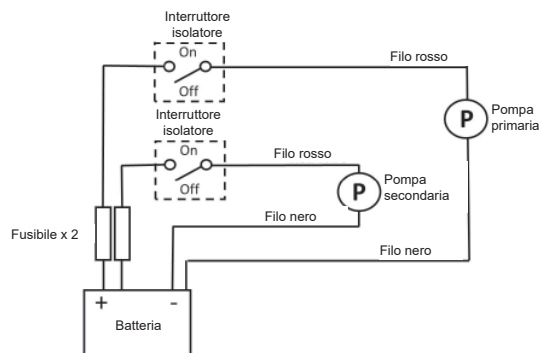 Interruttore
isolatore
On
Off
Filo rosso
P
Pompa
primaria
Interruttore
isolatore
On
Off
Filo rosso
P
Pompa
secondaria
Filo nero
Fusibile x 2
Filo nero
+
-
Batteria